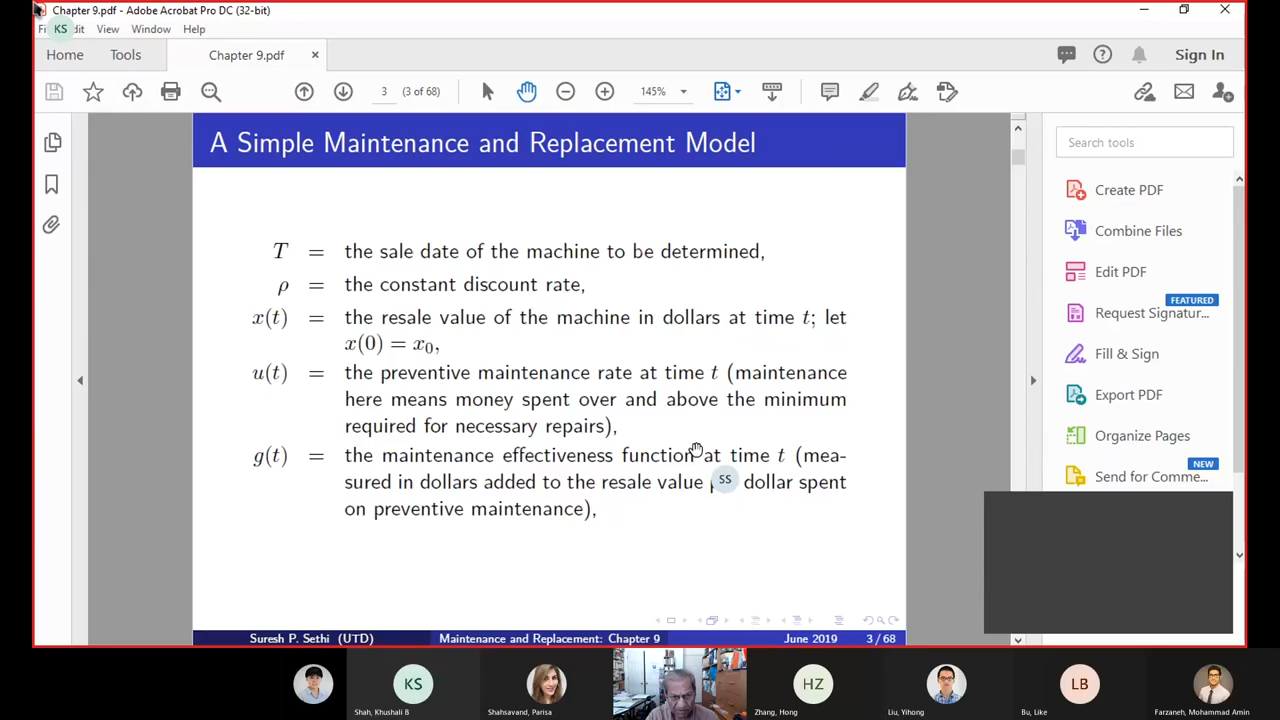 Chapter 9.pdf - Adobe Acrobat Pro DC (32-bit)
KS
View Window Help
Home Tools Chapter 9.pdf × Sign In
3 (3 of 68) 145%
A Simple Maintenance and Replacement Model
Search tools
T = the sale date of the machine to be determined,
ρ = the constant discount rate,
x(t) = the resale value of the machine in dollars at time t; let
x(0) = x₀,
u(t) = the preventive maintenance rate at time t (maintenance
here means money spent over and above the minimum
required for necessary repairs),
g(t) = the maintenance effectiveness function at time t (mea-
sured in dollars added to the resale value dollar spent
SS
on preventive maintenance),
Create PDF
Combine Files
Edit PDF
FEATURED
Request Signatur...
Fill & Sign
Export PDF
Organize Pages
NEW
Send for Comme...
Suresh P. Sethi (UTD) Maintenance and Replacement: Chapter 9 June 2019 3 / 68
KS HZ LB
Shah, Khushali B Shahsavand, Parisa Zhang, Hong Liu, Yihong Bu, Like Farzaneh, Mohammad Amin